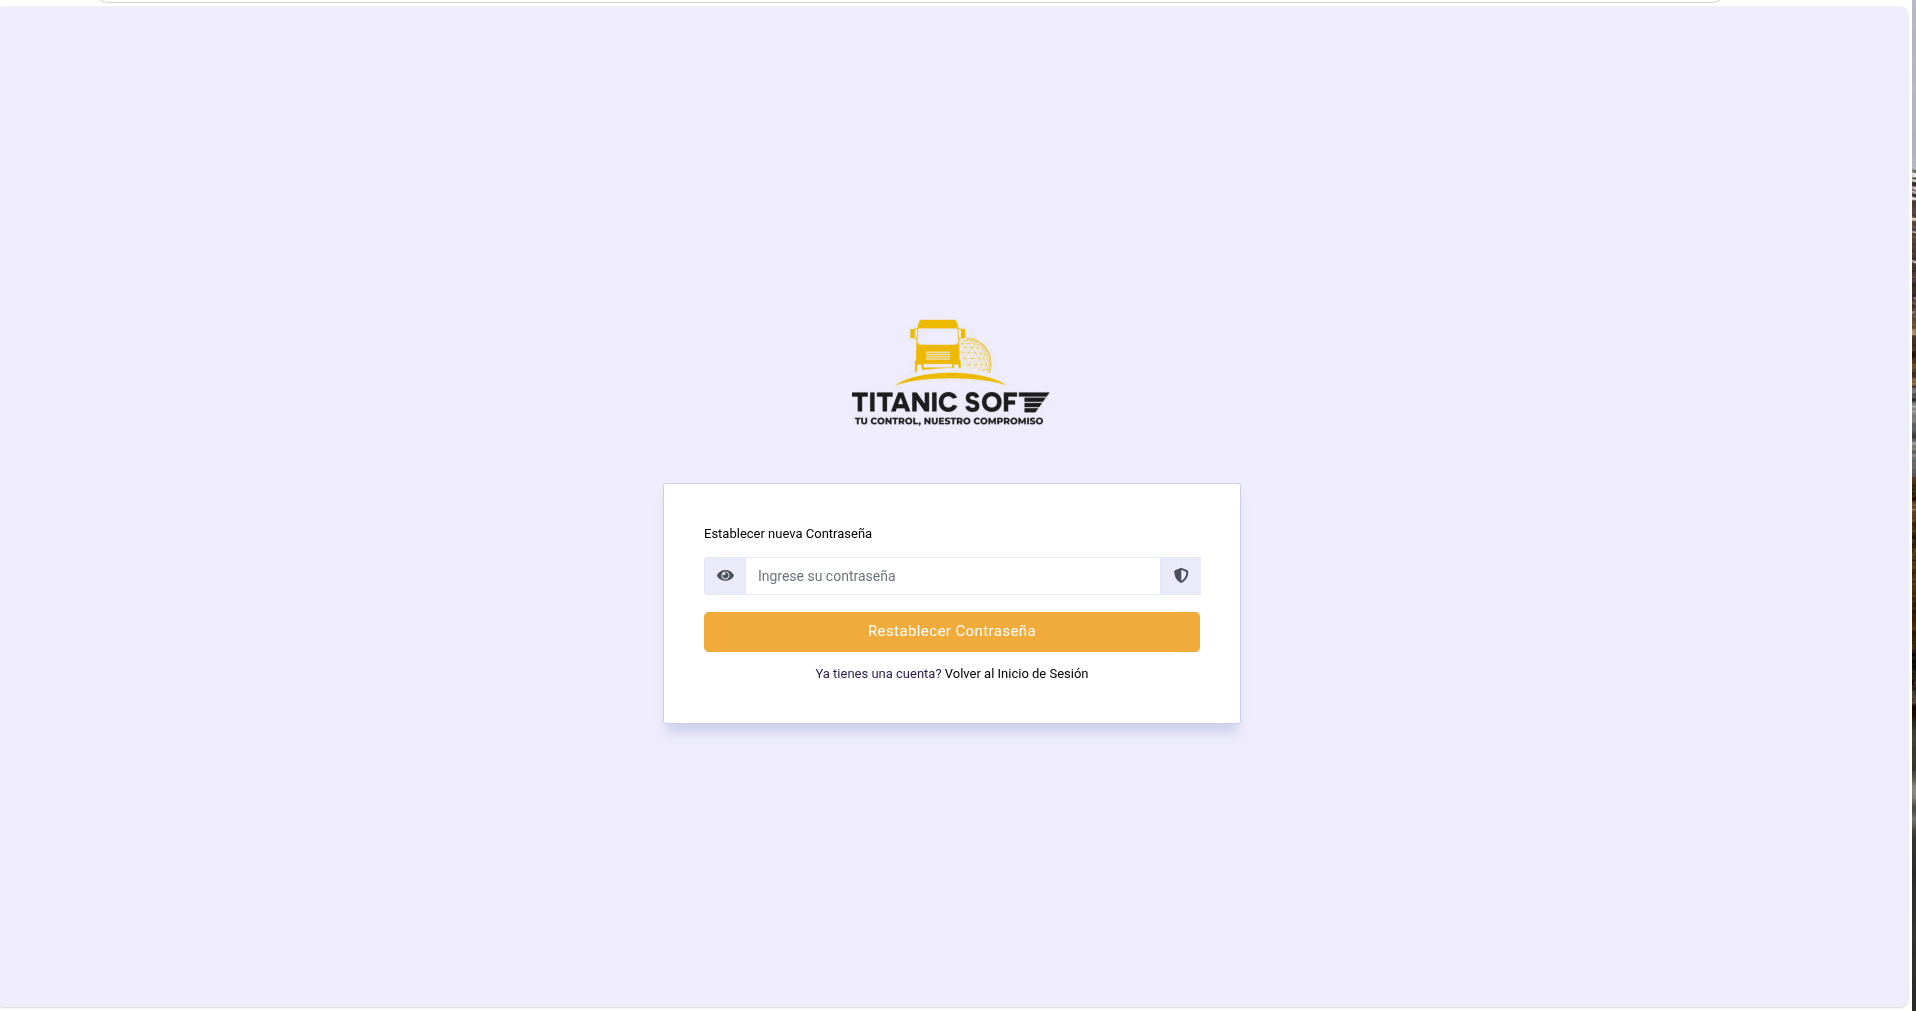 TITANIC SOFT
TU CONTROL, NUESTRO COMPROMISO
Establecer nueva Contraseña
Ingrese su contraseña
Restablecer Contraseña
Ya tienes una cuenta? Volver al Inicio de Sesión